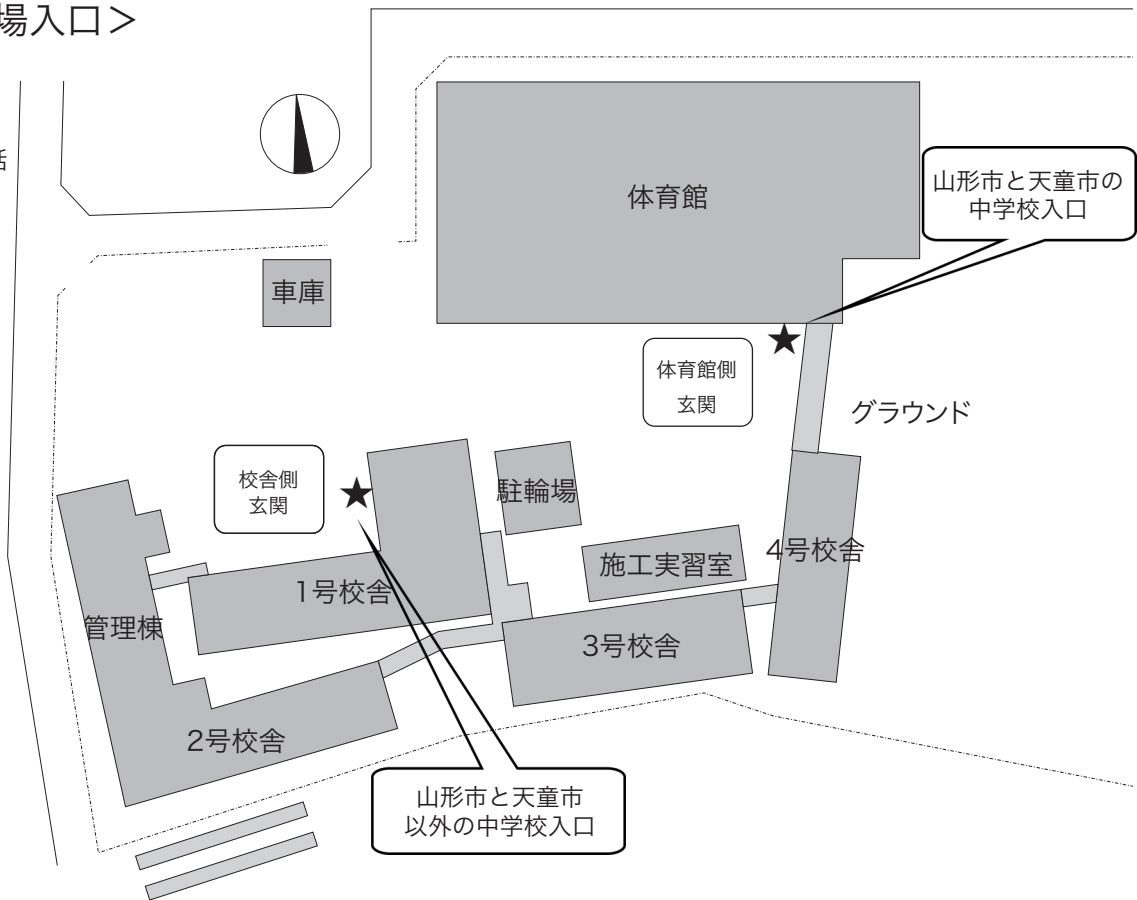 場入口＞
山形市と天童市の
中学校入口
体育館
車庫
体育館側
玄関
グラウンド
校舎側
玄関
駐輪場
4号校舎
施工実習室
1号校舎
管理棟
3号校舎
2号校舎
山形市と天童市
以外の中学校入口